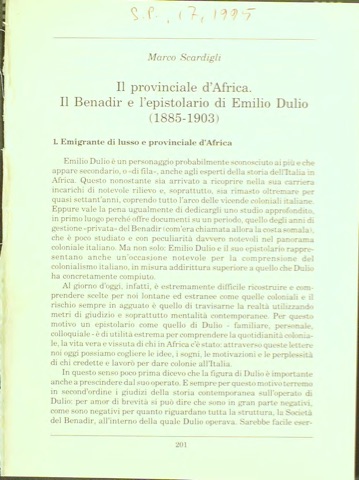 S.P., 17, 1995
Marco Scardigli
Il provinciale d'Africa.
Il Benadir e l'epistolario di Emilio Dulio
(1885-1903)
1. Emigrante di lusso e provinciale d'Africa
Emilio Dulio è un personaggio probabilmente sconosciuto ai più e che
appare secondario, o «di fila», anche agli esperti della storia dell'Italia in
Africa. Questo nonostante sia arrivato a ricoprire nella sua carriera
incarichi di notevole rilievo e, soprattutto, sia rimasto oltremare per
quasi settant'anni, coprendo tutto l'arco delle vicende coloniali italiane.
Eppure vale la pena ugualmente di dedicargli uno studio approfondito,
in primo luogo perché offre documenti su un periodo, quello degli anni di
gestione «privata» del Benadir (com'era chiamata allora la costa somala),
che è poco studiato e con peculiarità davvero notevoli nel panorama
coloniale italiano. Ma non solo: Emilio Dulio e il suo epistolario rappre-
sentano anche un'occasione notevole per la comprensione del
colonialismo italiano, in misura addirittura superiore a quello che Dulio
ha concretamente compiuto.
Al giorno d'oggi, infatti, è estremamente difficile ricostruire e com-
prendere scelte per noi lontane ed estranee come quelle coloniali e il
rischio sempre in agguato è quello di travisarne la realtà utilizzando
metri di giudizio e soprattutto mentalità contemporanee. Per questo
motivo un epistolario come quello di Dulio - familiare, personale,
colloquiale - è di utilità estrema per comprendere la quotidianità colonia-
le, la vita vera e vissuta di chi in Africa c'è stato: attraverso queste lettere
noi oggi possiamo cogliere le idee, i sogni, le motivazioni e le perplessità
di chi credette e lavorò per dare colonie all'Italia.
In questo senso poco prima dicevo che la figura di Dulio è importante
anche a prescindere dal suo operato. E sempre per questo motivo terremo
in second'ordine i giudizi della storia contemporanea sull'operato di
Dulio: per amor di brevità si può dire che sono in gran parte negativi,
come sono negativi per quanto riguardano tutta la struttura, la Società
del Benadir, all'interno della quale Dulio operava. Sarebbe facile eser-
201